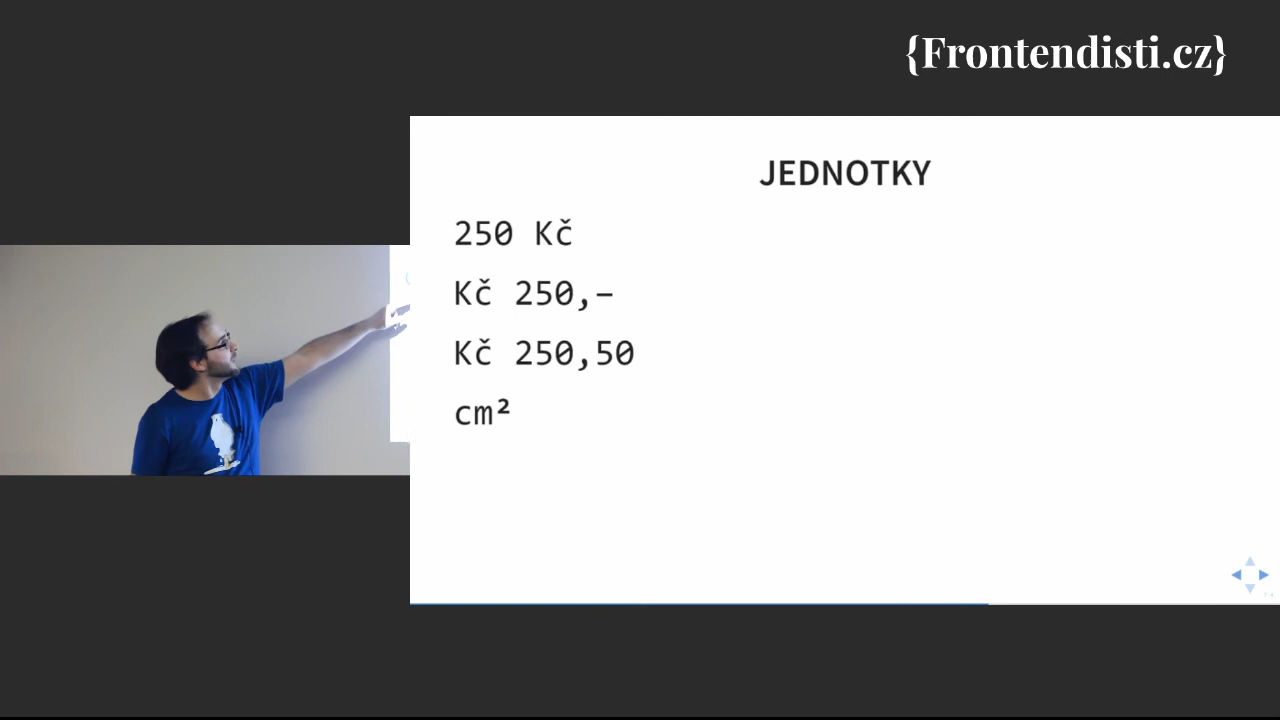 {Frontendisti.cz}
JEDNOTKY
250 Kč
Kč 250,–
Kč 250,50
cm²